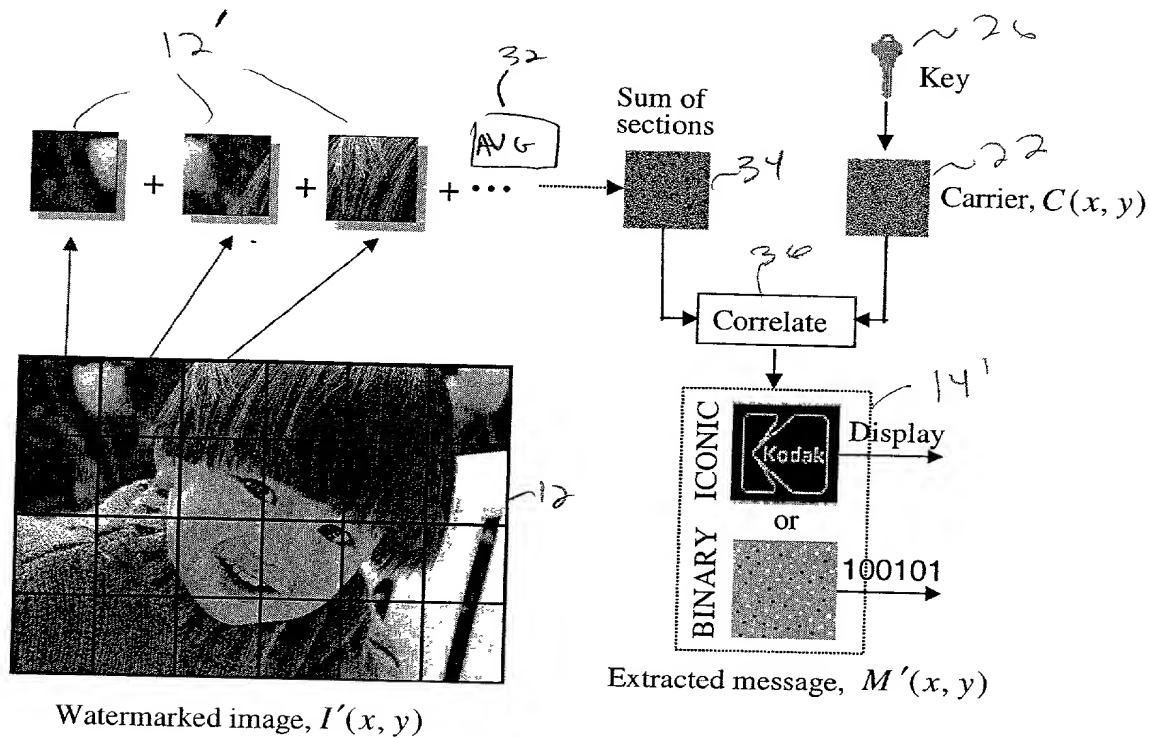 12'
32
26
Key
Sum of
sections
AVG
+ + + •••
34
22
Carrier, C(x, y)
36
Correlate
14'
ICONIC
Kodak
Display
or
BINARY
100101
12
Extracted message, M'(x, y)
Watermarked image, I'(x, y)